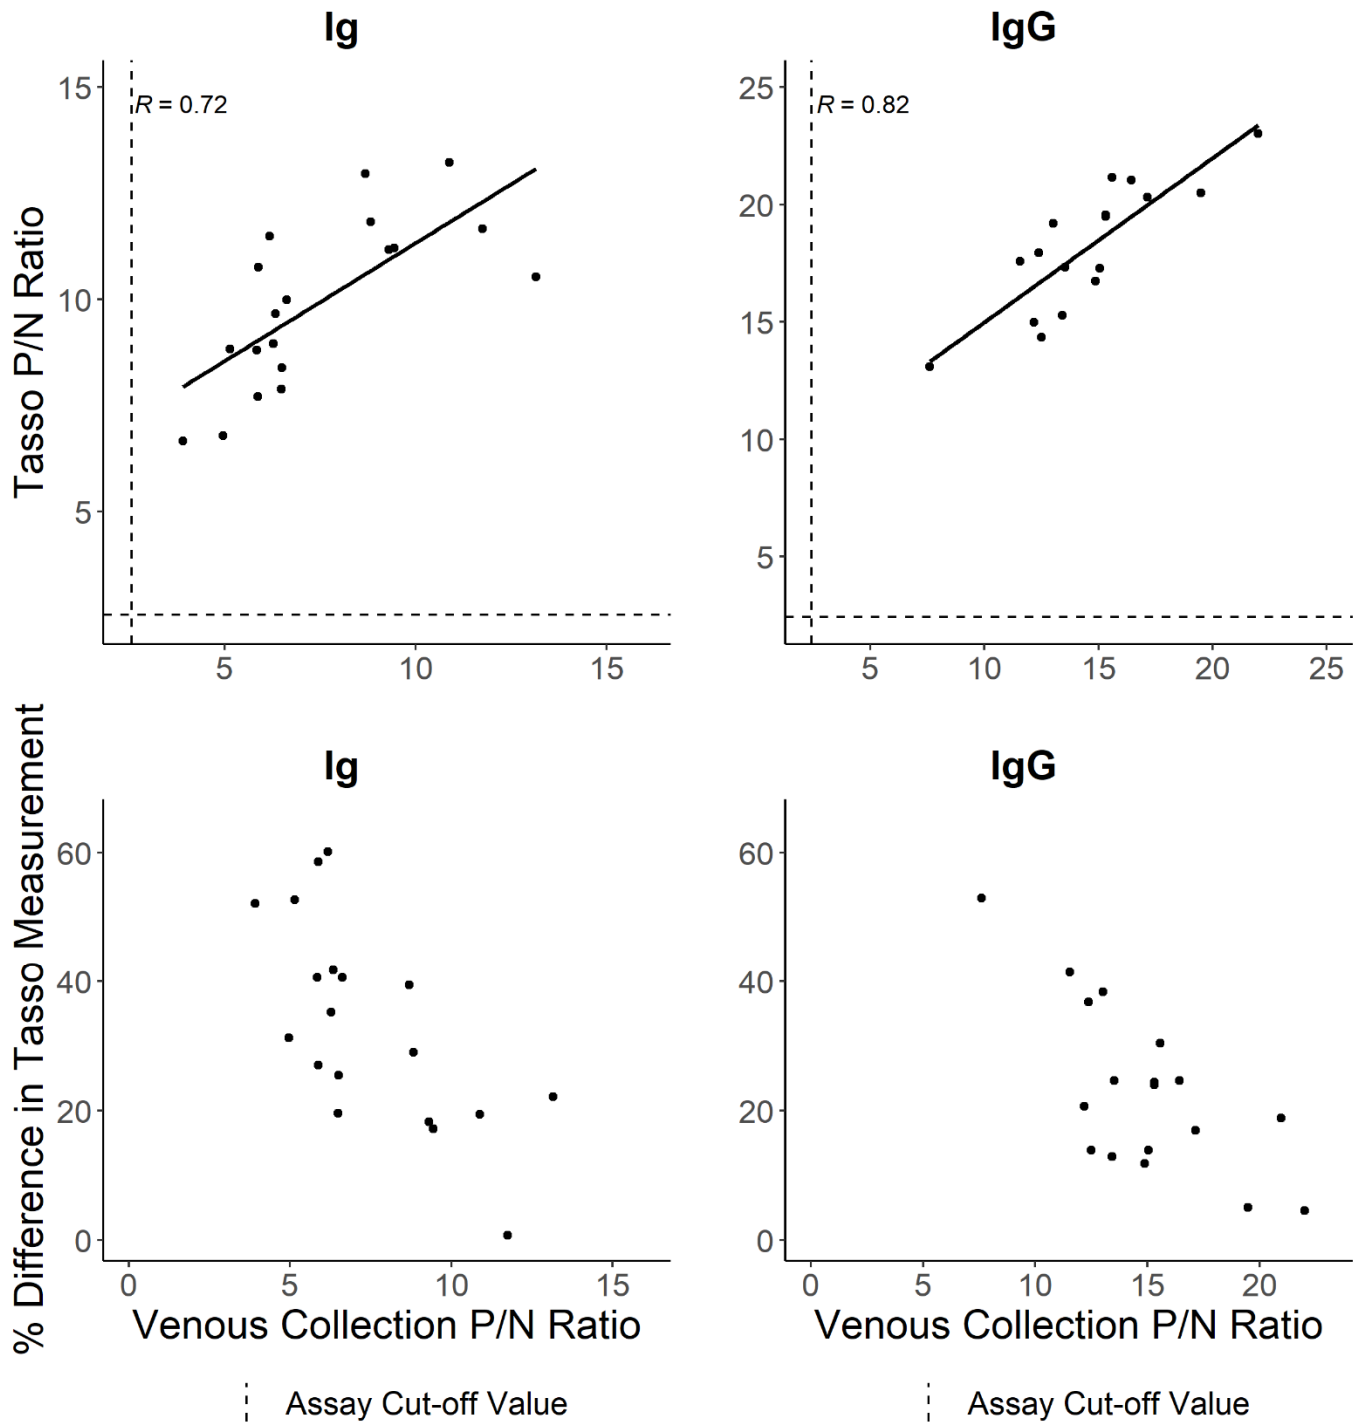 Ig
IgG
Tasso P/N Ratio
15
10
5
R = 0.72
5
10
15
25
20
15
10
5
R = 0.82
5
10
15
20
25
% Difference in Tasso Measurement
Ig
60
40
20
0
0
5
10
15
Venous Collection P/N Ratio
IgG
60
40
20
0
0
5
10
15
20
Venous Collection P/N Ratio
Assay Cut-off Value
Assay Cut-off Value